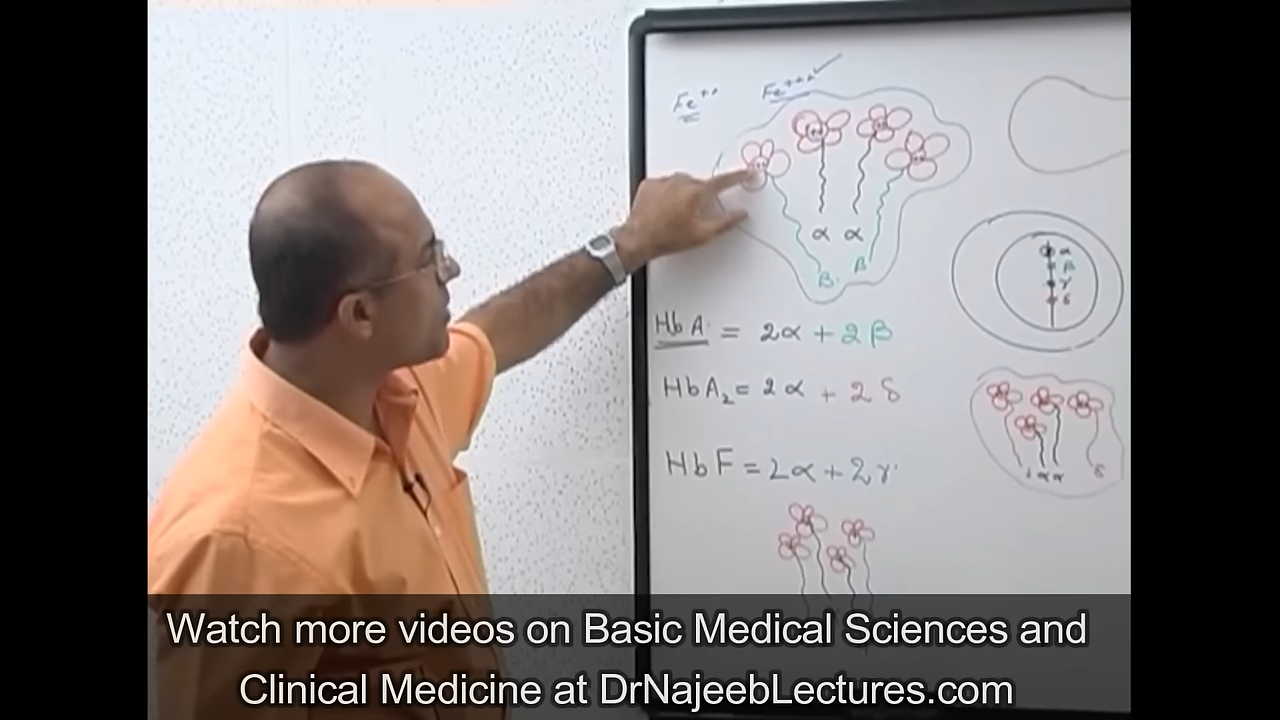 Fe++ Fe+++ ✓
α α
β β
α
β
γ
δ
HbA = 2α + 2β
HbA₂ = 2α + 2δ
HbF = 2α + 2γ
α α δ
Watch more videos on Basic Medical Sciences and
Clinical Medicine at DrNajeebLectures.com